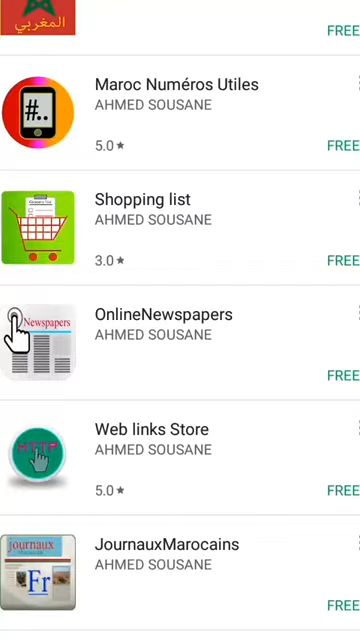 المغربي
FREE
#..
Maroc Numéros Utiles
AHMED SOUSANE
5.0★
FREE
Shopping list
AHMED SOUSANE
3.0★
FREE
Newspapers
OnlineNewspapers
AHMED SOUSANE
FREE
HTTP
Web links Store
AHMED SOUSANE
5.0★
FREE
journaux
Fr
JournauxMarocains
AHMED SOUSANE
FREE